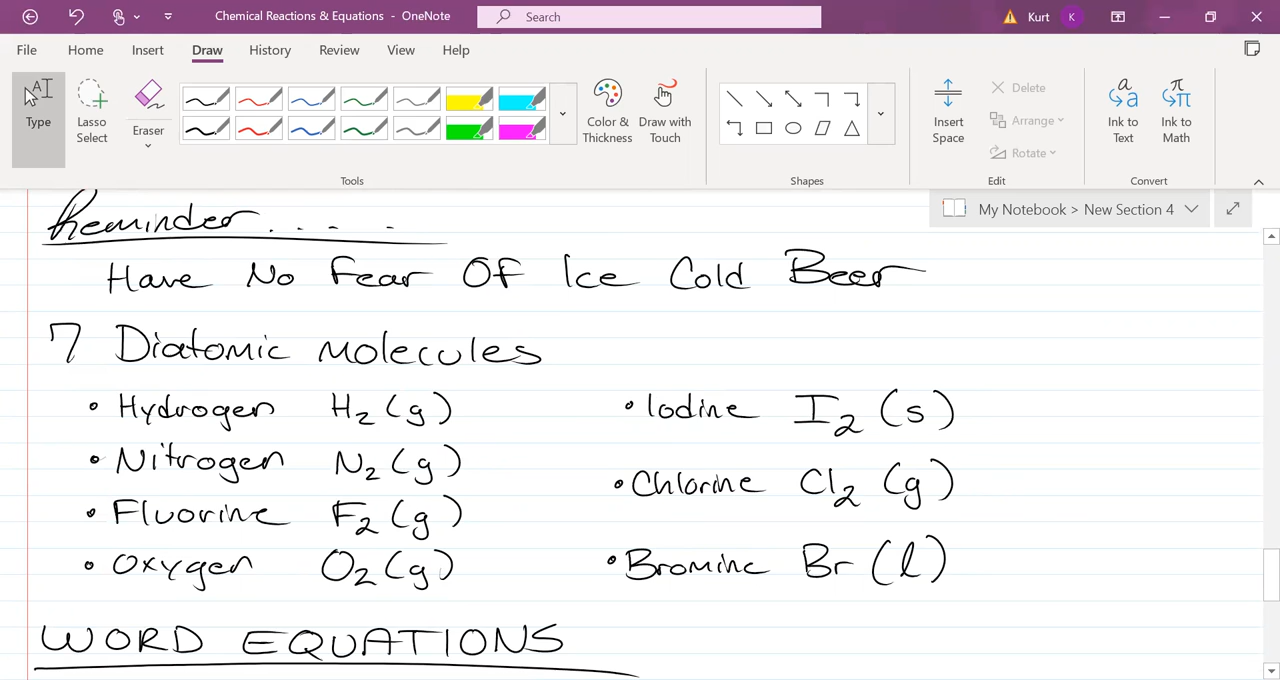 Chemical Reactions & Equations - OneNote
Search
Kurt
K
File Home Insert Draw History Review View Help
Type
Lasso Select
Eraser
Color & Thickness
Draw with Touch
Insert Space
Delete
Arrange
Rotate
Ink to Text
Ink to Math
Tools
Shapes
Edit
Convert
My Notebook > New Section 4
Reminder.....
Have No Fear Of Ice Cold Beer
7 Diatomic molecules
• Hydrogen H₂ (g)
• Nitrogen N₂ (g)
• Fluorine F₂ (g)
• Oxygen O₂ (g)
• Iodine I₂ (s)
• Chlorine Cl₂ (g)
• Bromine Br (l)
WORD EQUATIONS